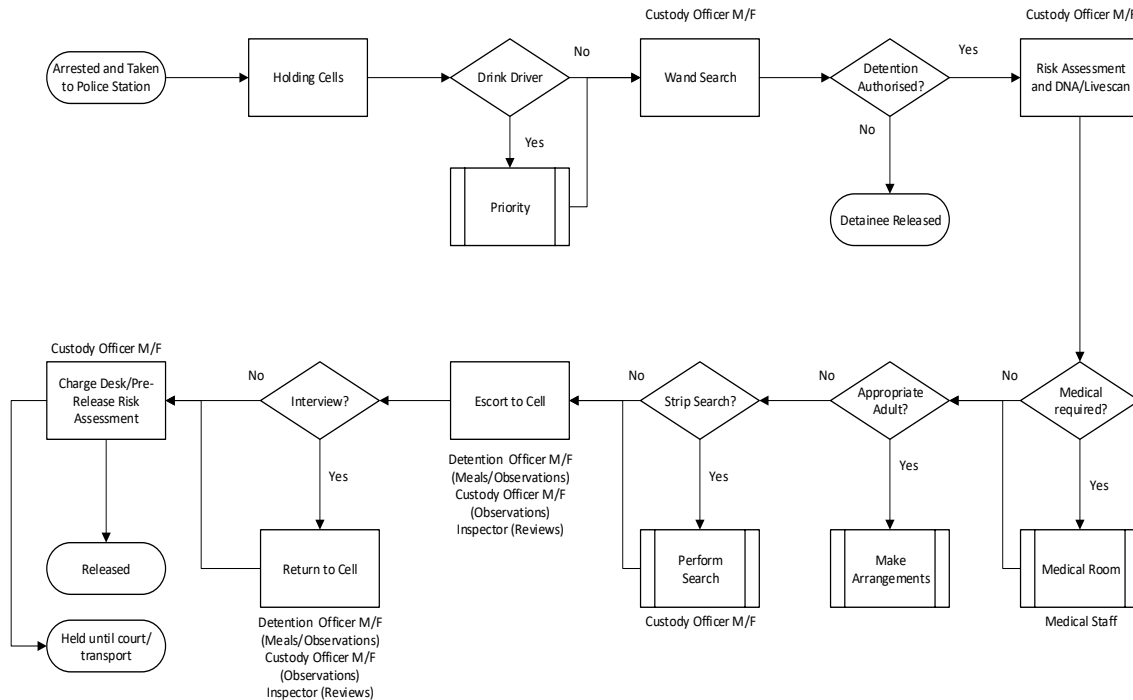 Custody Officer M/F
Custody Officer M/F
Arrested and Taken
to Police Station
Holding Cells
Drink Driver
No
Wand Search
Detention
Authorised?
Yes
Risk Assessment
and DNA/Livescan
Yes
No
Priority
Detainee Released
Custody Officer M/F
Charge Desk/Pre-
Release Risk
Assessment
No
Interview?
Escort to Cell
No
Strip Search?
No
Appropriate
Adult?
No
Medical
required?
Detention Officer M/F
(Meals/Observations)
Custody Officer M/F
(Observations)
Inspector (Reviews)
Yes
Yes
Yes
Yes
Released
Return to Cell
Perform
Search
Make
Arrangements
Medical Room
Held until court/
transport
Detention Officer M/F
(Meals/Observations)
Custody Officer M/F
(Observations)
Inspector (Reviews)
Custody Officer M/F
Medical Staff